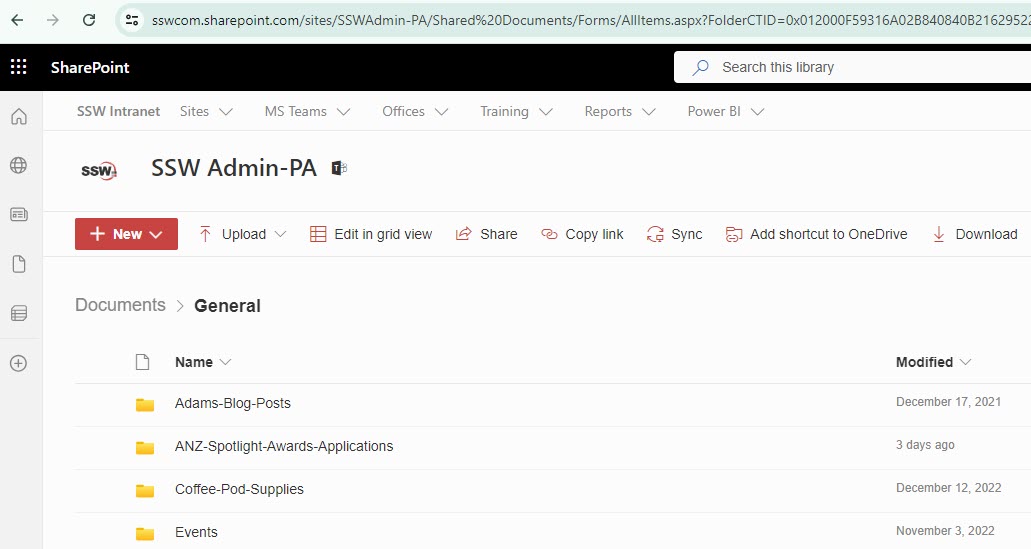 sswcom.sharepoint.com/sites/SSWAdmin-PA/Shared%20Documents/Forms/AllItems.aspx?FolderCTID=0x012000F59316A02B840840B2162952
SharePoint
Search this library
SSW Intranet Sites MS Teams Offices Training Reports Power BI
SSW
SSW Admin-PA
New Upload Edit in grid view Share Copy link Sync Add shortcut to OneDrive Download
Documents > General
Name Modified
Adams-Blog-Posts December 17, 2021
ANZ-Spotlight-Awards-Applications 3 days ago
Coffee-Pod-Supplies December 12, 2022
Events November 3, 2022